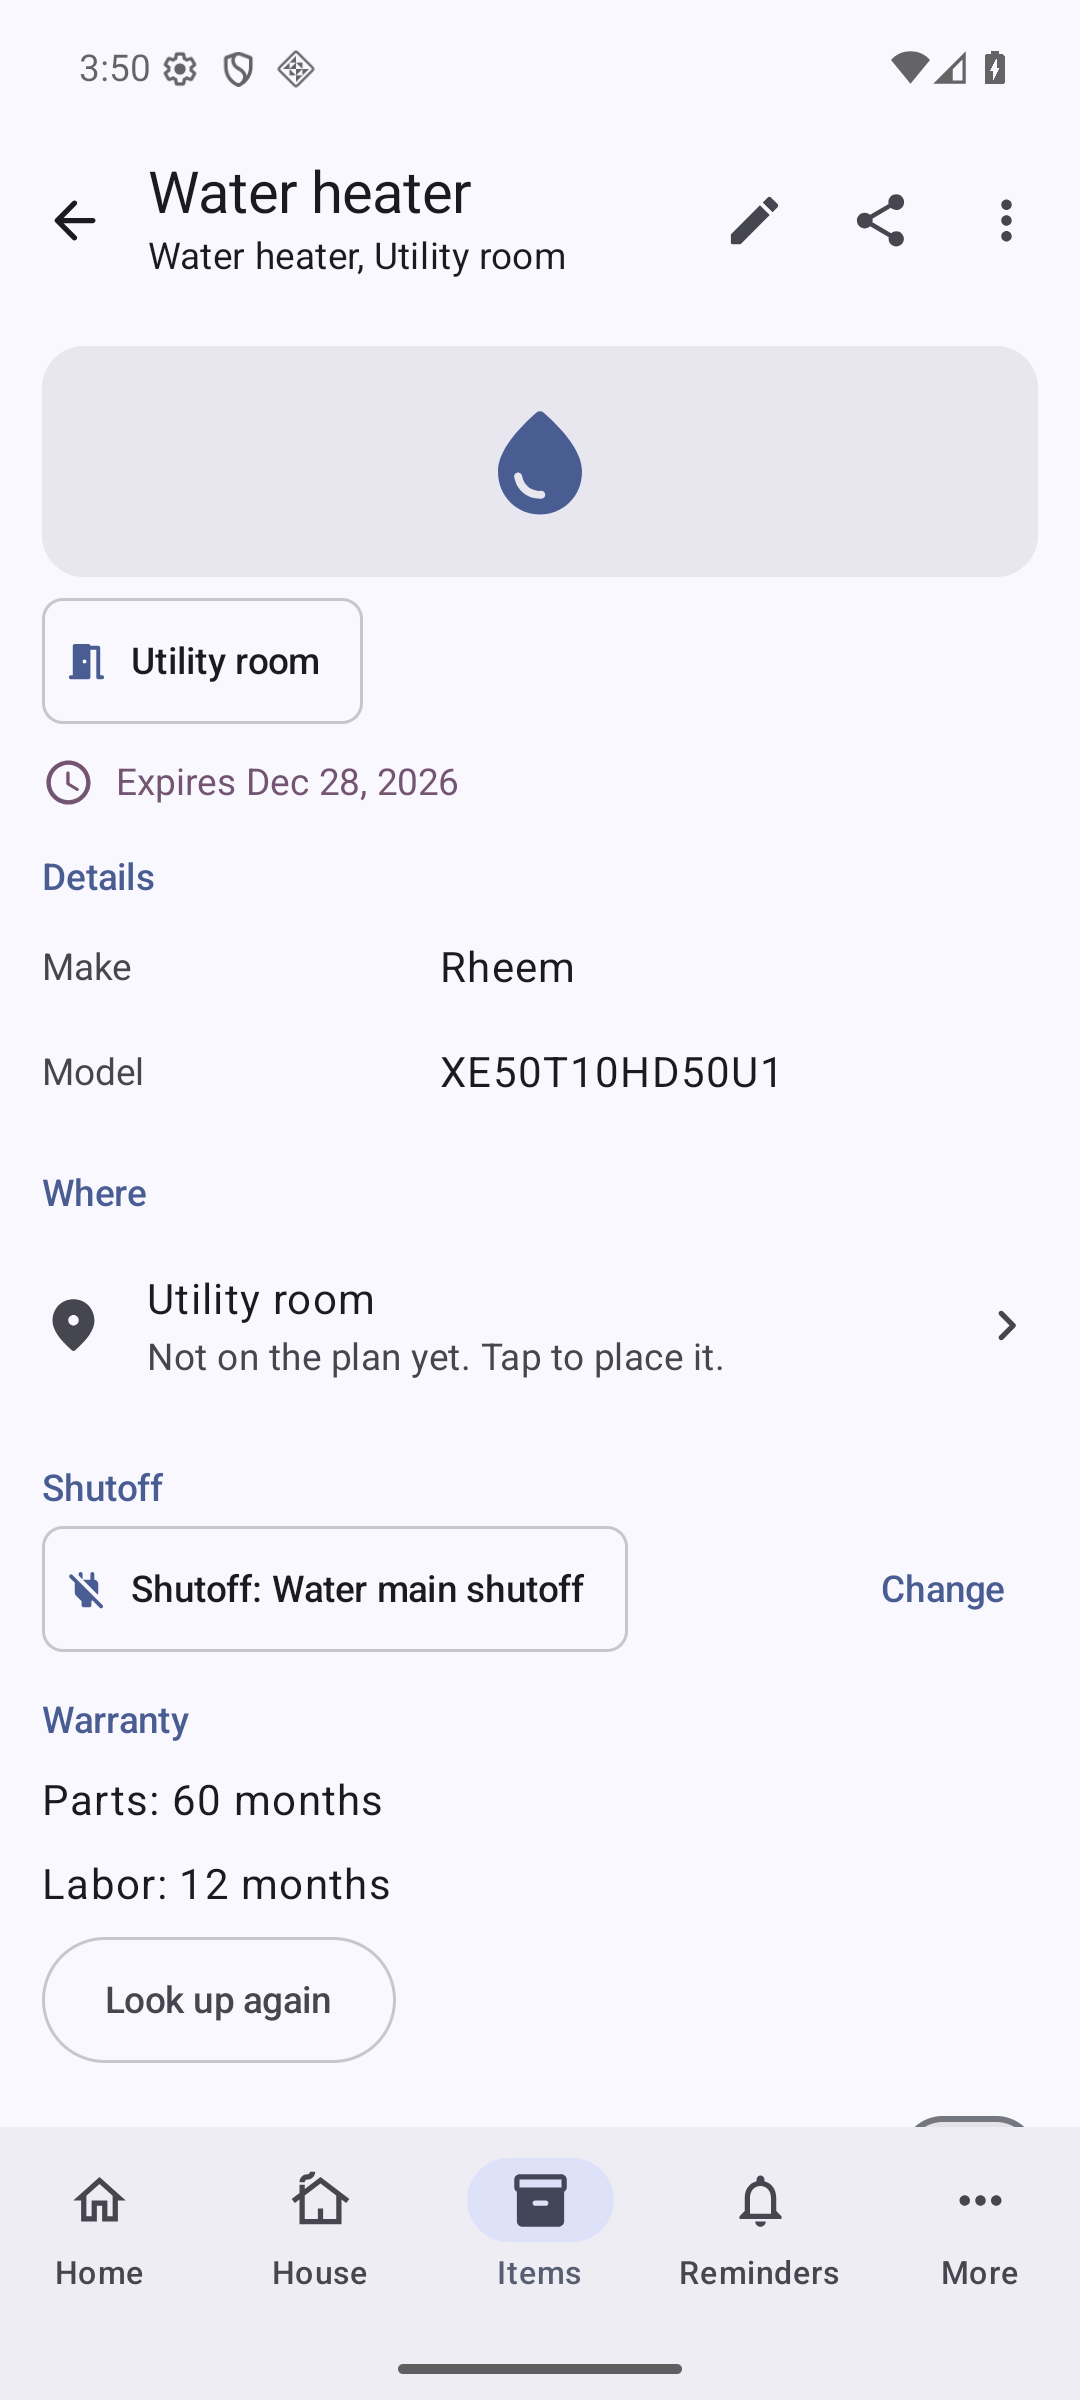 3:50
Water heater
Water heater, Utility room
Utility room
Expires Dec 28, 2026
Details
Make Rheem
Model XE50T10HD50U1
Where
Utility room
Not on the plan yet. Tap to place it.
Shutoff
Shutoff: Water main shutoff Change
Warranty
Parts: 60 months
Labor: 12 months
Look up again
Home House Items Reminders More